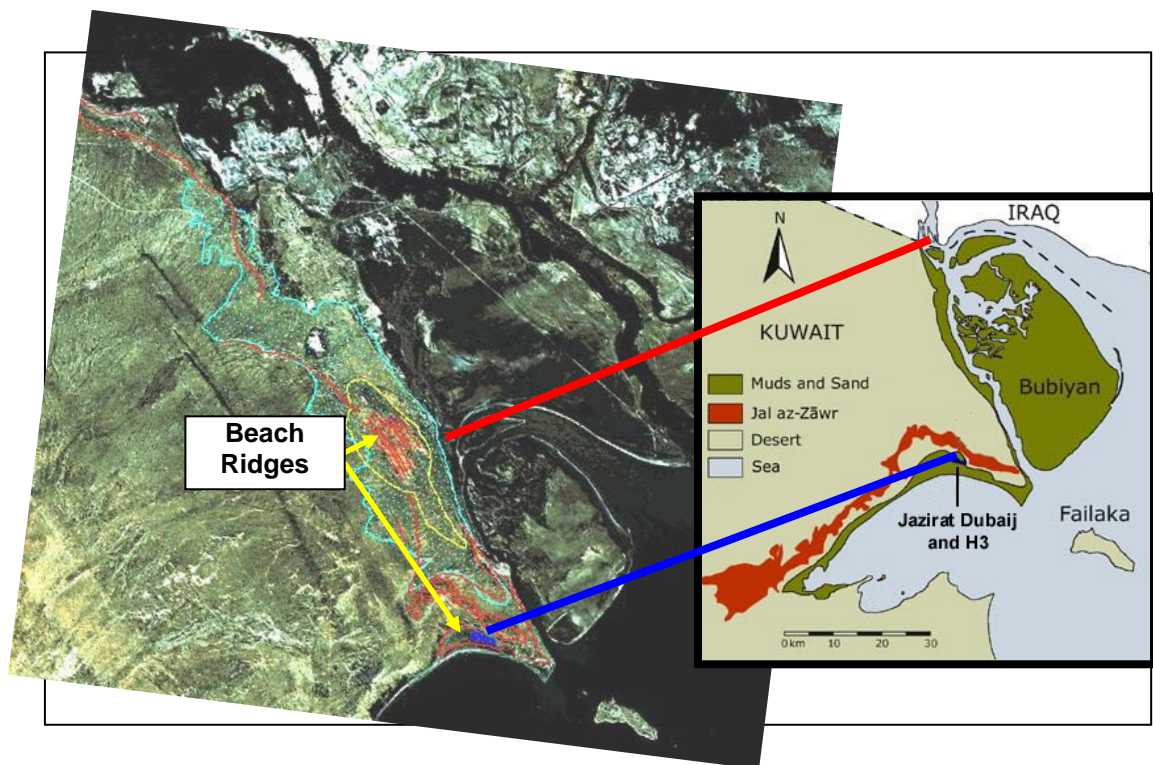 Beach
Ridges
N
IRAQ
KUWAIT
Muds and Sand
Jal az-Zāwr
Desert
Sea
Bubiyan
Jazirat Dubaij
and H3
Failaka
0km 10 20 30